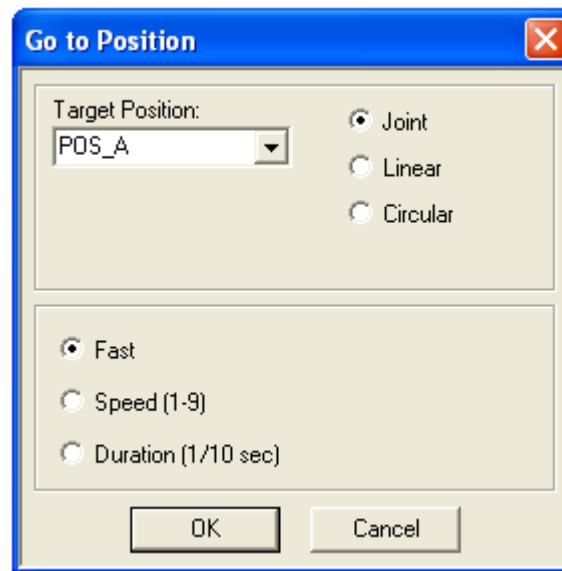 Go to Position
Target Position:
POS_A
Joint
Linear
Circular
Fast
Speed (1-9)
Duration (1/10 sec)
OK
Cancel